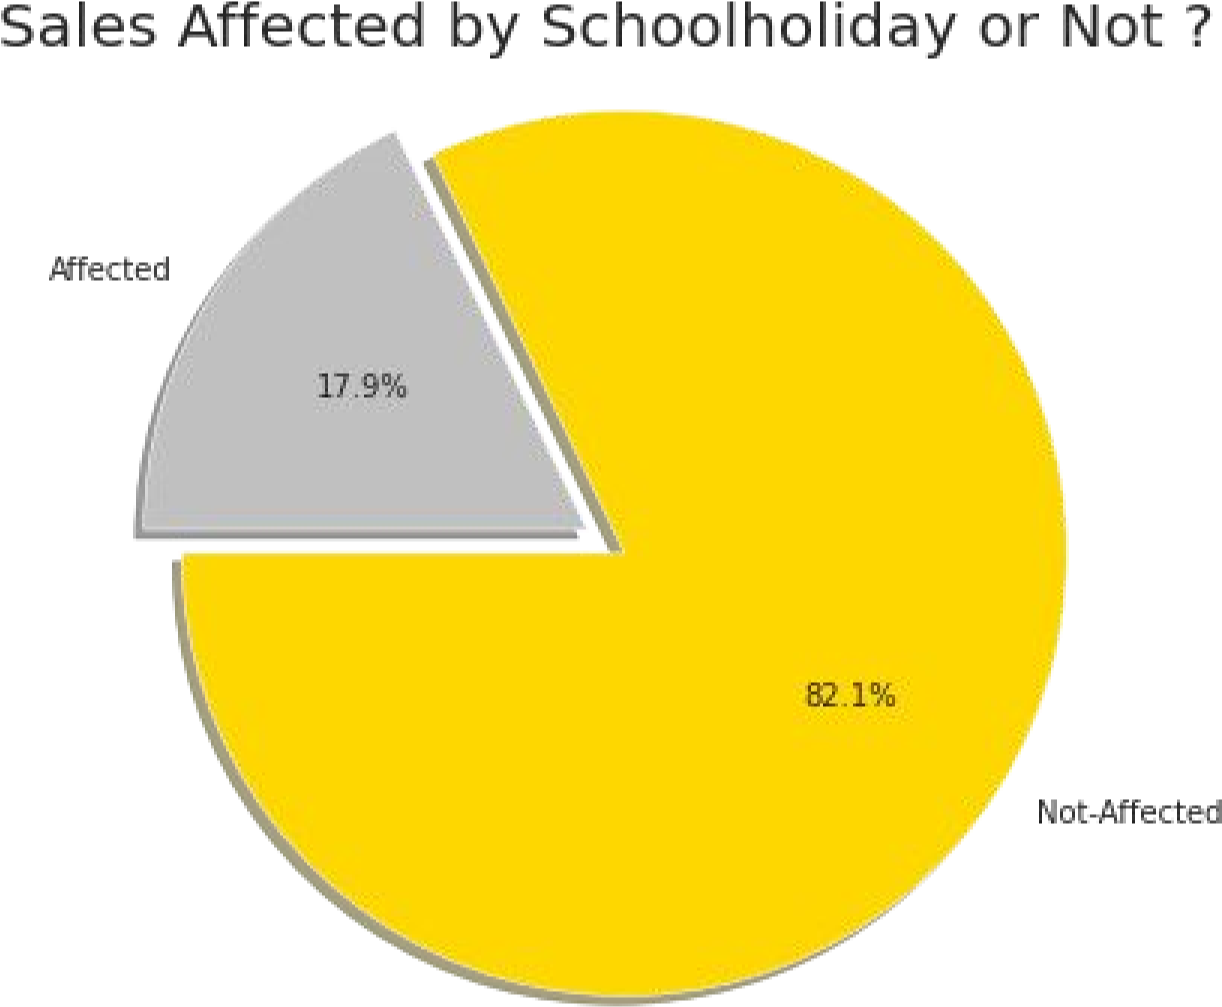 Sales Affected by Schoolholiday or Not ?
Affected
17.9%
82.1%
Not-Affected